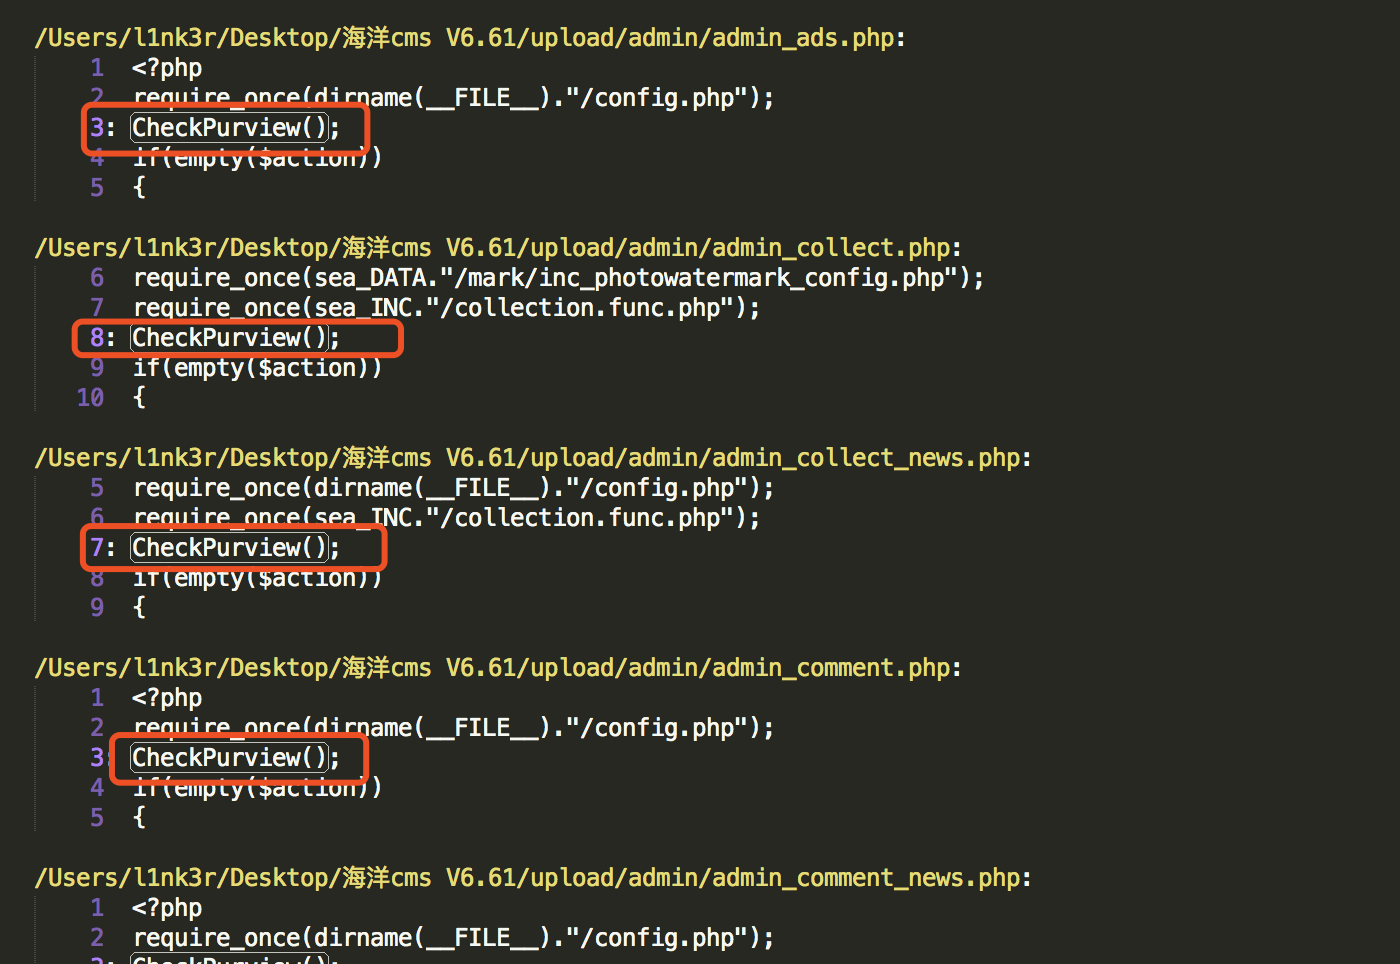 /Users/l1nk3r/Desktop/海洋cms V6.61/upload/admin/admin_ads.php:
1 <?php
2 require_once(dirname(__FILE__)."/config.php");
3: CheckPurview();
4 if(empty($action))
5 {
/Users/l1nk3r/Desktop/海洋cms V6.61/upload/admin/admin_collect.php:
6 require_once(sea_DATA."/mark/inc_photowatermark_config.php");
7 require_once(sea_INC."/collection.func.php");
8: CheckPurview();
9 if(empty($action))
10 {
/Users/l1nk3r/Desktop/海洋cms V6.61/upload/admin/admin_collect_news.php:
5 require_once(dirname(__FILE__)."/config.php");
6 require_once(sea_INC."/collection.func.php");
7: CheckPurview();
8 if(empty($action))
9 {
/Users/l1nk3r/Desktop/海洋cms V6.61/upload/admin/admin_comment.php:
1 <?php
2 require_once(dirname(__FILE__)."/config.php");
3: CheckPurview();
4 if(empty($action))
5 {
/Users/l1nk3r/Desktop/海洋cms V6.61/upload/admin/admin_comment_news.php:
1 <?php
2 require_once(dirname(__FILE__)."/config.php");
3: CheckPurview();